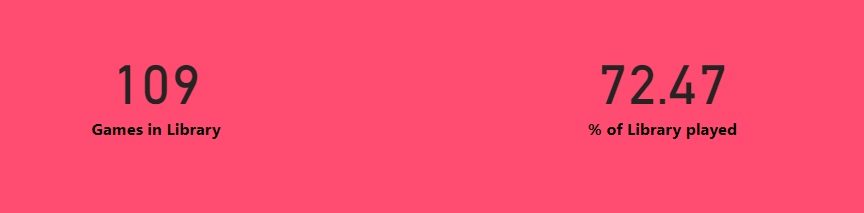 109
Games in Library
72.47
% of Library played